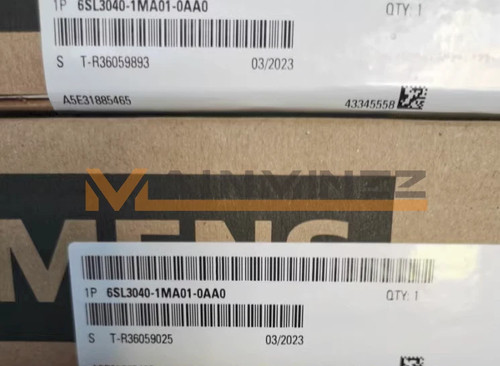 1P 6SL3040-1MA01-0AA0 QTY: 1
S T-R36059893 03/2023
A5E31885465 43345558
MAINVINEZ
MENS
1P 6SL3040-1MA01-0AA0 QTY: 1
S T-R36059025 03/2023